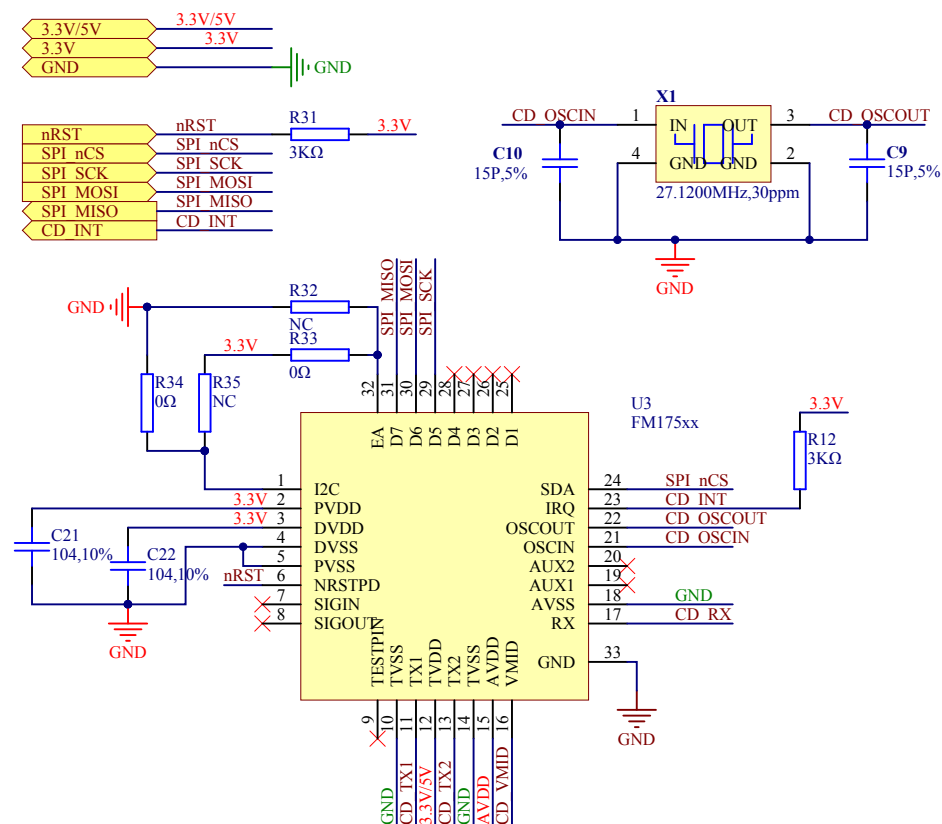 3.3V/5V 3.3V/5V
3.3V 3.3V
GND GND
nRST nRST R31 3.3V
3KΩ
SPI_nCS SPI_nCS
SPI_SCK SPI_SCK
SPI_MOSI SPI_MOSI
SPI_MISO SPI_MISO
CD_INT CD_INT
X1
CD_OSCIN 1 IN OUT 3 CD_OSCOUT
4 GND GND 2
C10
15P,5%
C9
15P,5%
27.1200MHz,30ppm
GND
GND
R32
NC
3.3V R33
0Ω
R34
0Ω
R35
NC
SPI_MISO
SPI_MOSI
SPI_SCK
32 31 30 29 28 27 26 25
EA D7 D6 D5 D4 D3 D2 D1
U3
FM175xx
3.3V
R12
3KΩ
1 I2C
3.3V 2 PVDD
3.3V 3 DVDD
4 DVSS
5 PVSS
nRST 6 NRSTPD
7 SIGIN
8 SIGOUT
C21
104,10%
C22
104,10%
GND
SDA 24 SPI_nCS
IRQ 23 CD_INT
OSCOUT 22 CD_OSCOUT
OSCIN 21 CD_OSCIN
AUX2 20
AUX1 19
AVSS 18 GND
RX 17 CD_RX
GND 33
GND
TESTPIN TVSS TX1 TVDD TX2 TVSS AVDD VMID
9 10 11 12 13 14 15 16
GND
CD_TX1
3.3V/5V
CD_TX2
GND
AVDD
CD_VMID